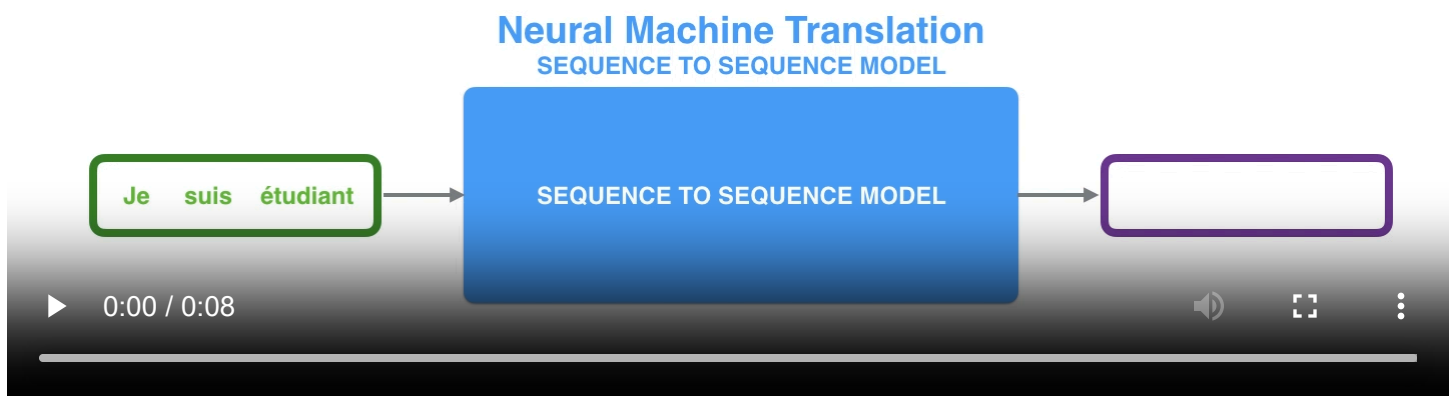 Neural Machine Translation
SEQUENCE TO SEQUENCE MODEL
Je suis étudiant
SEQUENCE TO SEQUENCE MODEL
0:00 / 0:08